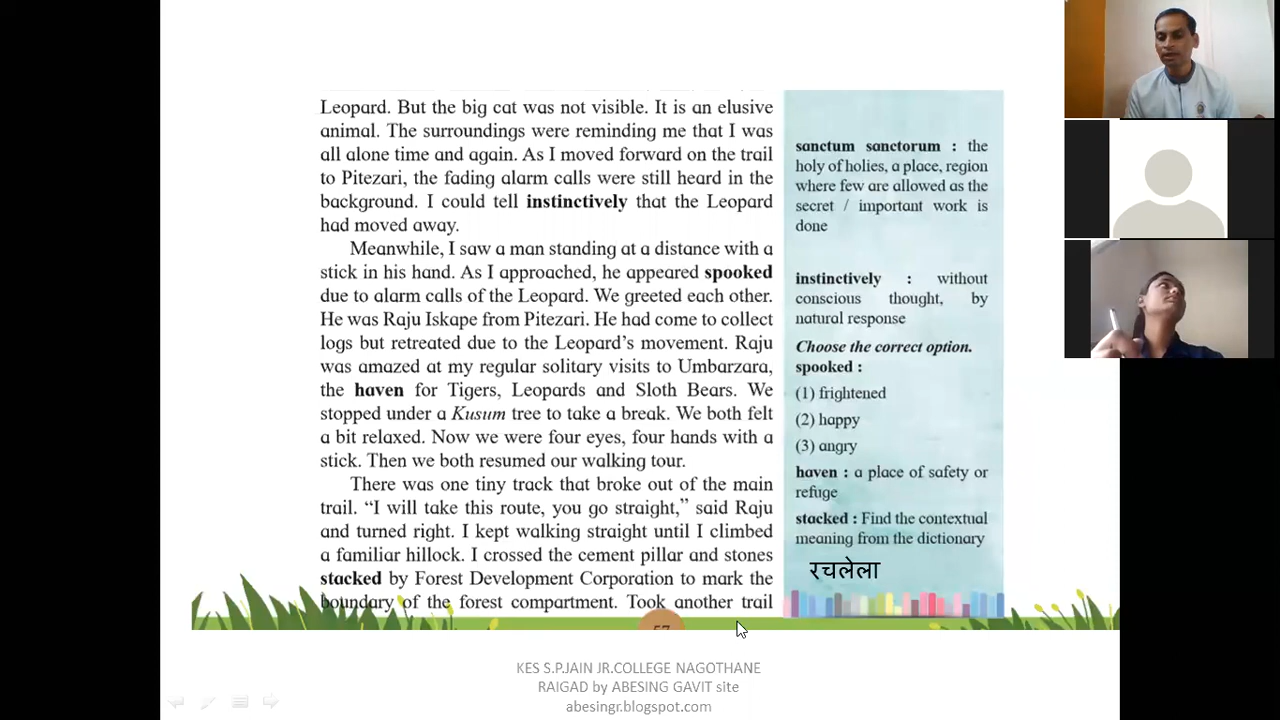 Leopard. But the big cat was not visible. It is an elusive
animal. The surroundings were reminding me that I was
all alone time and again. As I moved forward on the trail
to Pitezari, the fading alarm calls were still heard in the
background. I could tell instinctively that the Leopard
had moved away.
Meanwhile, I saw a man standing at a distance with a
stick in his hand. As I approached, he appeared spooked
due to alarm calls of the Leopard. We greeted each other.
He was Raju Iskape from Pitezari. He had come to collect
logs but retreated due to the Leopard's movement. Raju
was amazed at my regular solitary visits to Umbarzara,
the haven for Tigers, Leopards and Sloth Bears. We
stopped under a Kusum tree to take a break. We both felt
a bit relaxed. Now we were four eyes, four hands with a
stick. Then we both resumed our walking tour.
There was one tiny track that broke out of the main
trail. “I will take this route, you go straight,” said Raju
and turned right. I kept walking straight until I climbed
a familiar hillock. I crossed the cement pillar and stones
stacked by Forest Development Corporation to mark the
boundary of the forest compartment. Took another trail
57
sanctum sanctorum : the
holy of holies, a place, region
where few are allowed as the
secret / important work is
done
instinctively : without
conscious thought, by
natural response
Choose the correct option.
spooked :
(1) frightened
(2) happy
(3) angry
haven : a place of safety or
refuge
stacked : Find the contextual
meaning from the dictionary
रचलेला
KES S.P.JAIN JR.COLLEGE NAGOTHANE
RAIGAD by ABESING GAVIT site
abesingr.blogspot.com